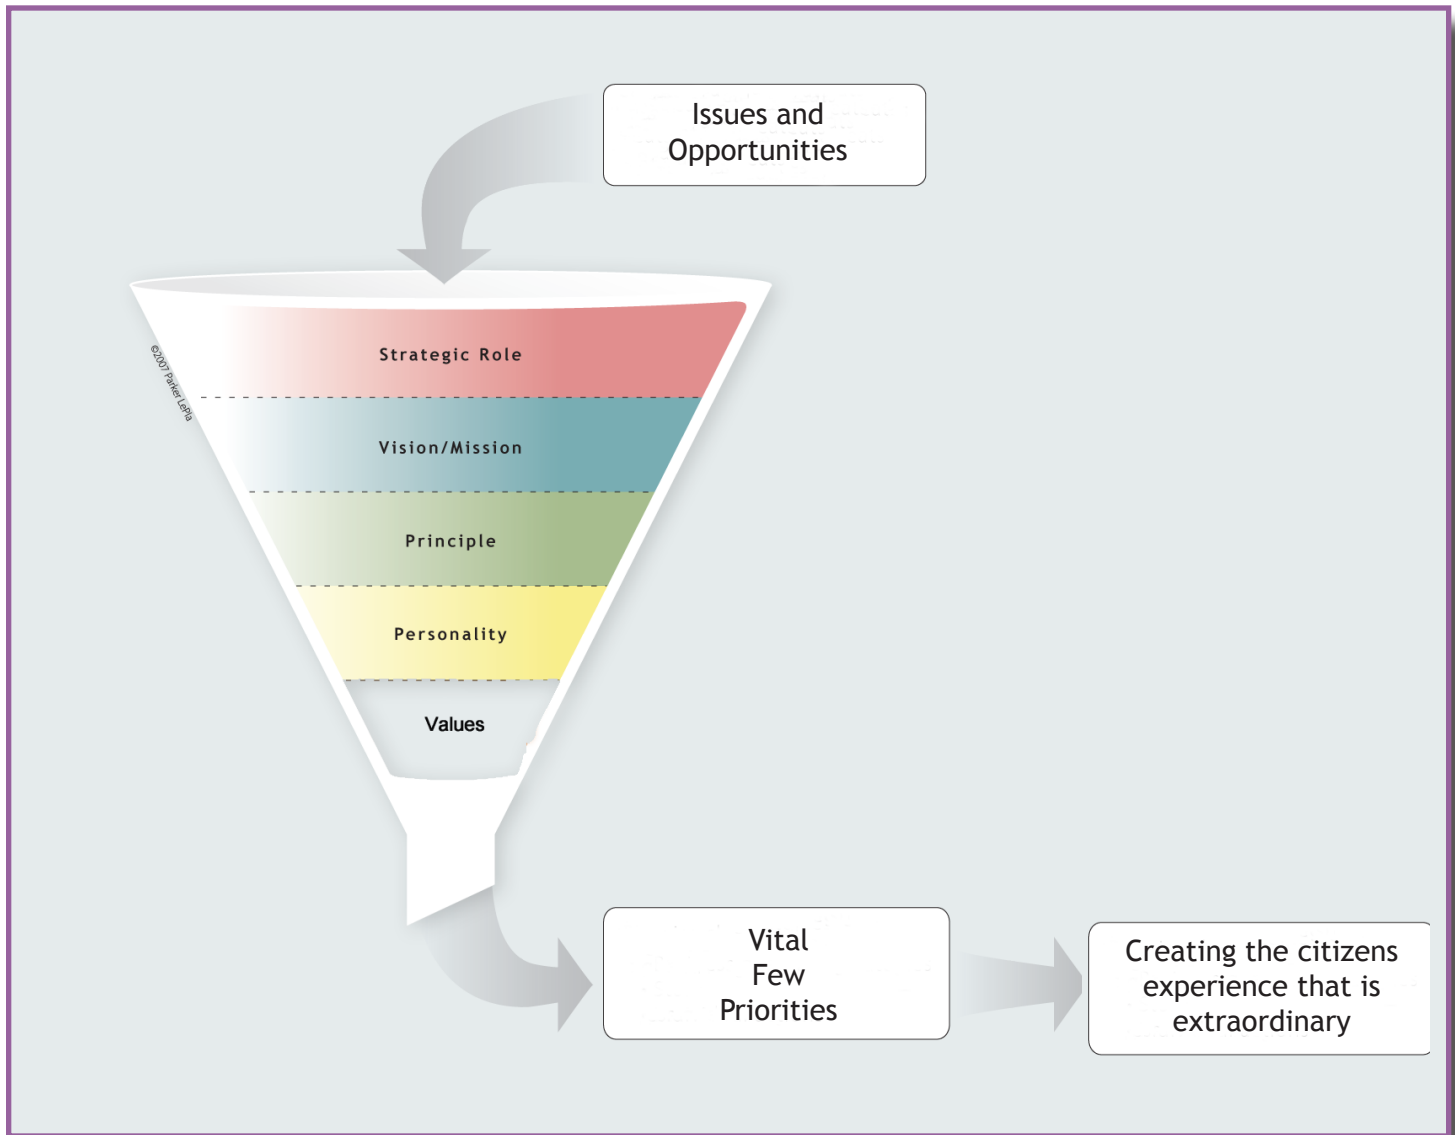 Issues and
Opportunities
©2007 Parker LePla
Strategic Role
Vision/Mission
Principle
Personality
Values
Vital
Few
Priorities
Creating the citizens
experience that is
extraordinary